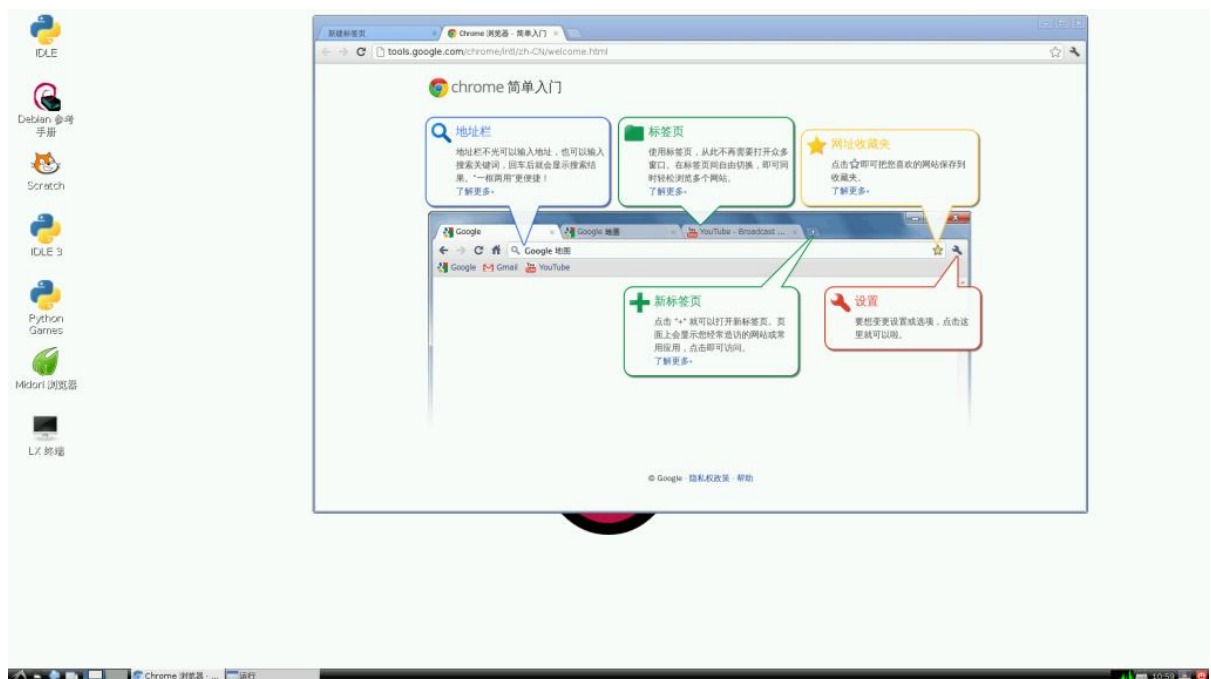 IDLE
Debian 参考
手册
Scratch
IDLE 3
Python
Games
Midori 浏览器
LX 终端
新建标签页
Chrome 浏览器 - 简单入门
tools.google.com/chrome/intl/zh-CN/welcome.html
chrome 简单入门
地址栏
地址栏不光可以输入地址，也可以输入
搜索关键词，回车后就会显示搜索结
果。“一框两用”更便捷！
了解更多»
标签页
使用标签页，从此不再需要打开众多
窗口。在标签页间自由切换，即可同
时轻松浏览多个网站。
了解更多»
网址收藏夹
点击☆即可把您喜欢的网站保存到
收藏夹。
了解更多»
Google
Google 地图
YouTube - Broadcast ...
Google 地图
Google
Gmail
YouTube
新标签页
点击 "+" 就可以打开新标签页。页
面上会显示您经常造访的网站或常
用应用，点击即可访问。
了解更多»
设置
要想变更设置或选项，点击这
里就可以啦。
© Google - 隐私权政策 - 帮助
Chrome 浏览器 - ...
运行
10:59